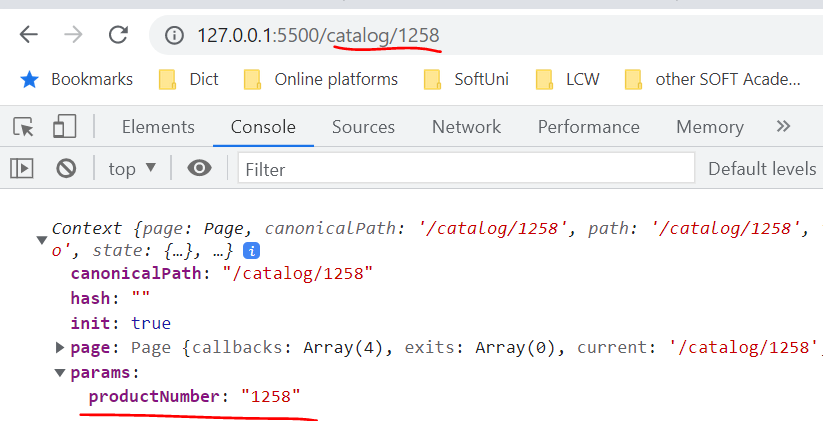 127.0.0.1:5500/catalog/1258
Bookmarks Dict Online platforms SoftUni LCW other SOFT Acade...
Elements Console Sources Network Performance Memory
top ▼ Filter Default levels
Context {page: Page, canonicalPath: '/catalog/1258', path: '/catalog/1258',
o', state: {…}, …} i
canonicalPath: "/catalog/1258"
hash: ""
init: true
▶ page: Page {callbacks: Array(4), exits: Array(0), current: '/catalog/1258'
▼ params:
productNumber: "1258"